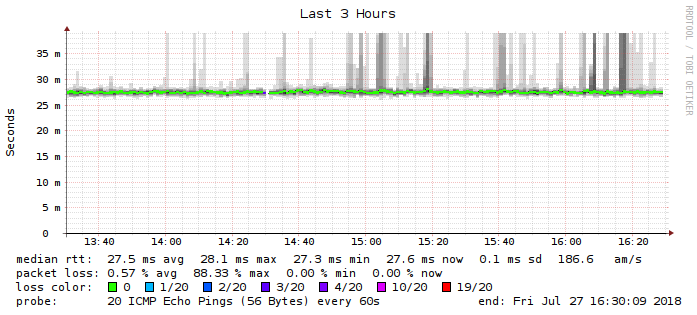 Last 3 Hours
RRDTOOL / TOBI OETIKER
Seconds
35 m
30 m
25 m
20 m
15 m
10 m
5 m
0
13:40 14:00 14:20 14:40 15:00 15:20 15:40 16:00 16:20
median rtt: 27.5 ms avg 28.1 ms max 27.3 ms min 27.6 ms now 0.1 ms sd 186.6 am/s
packet loss: 0.57 % avg 88.33 % max 0.00 % min 0.00 % now
loss color: 0 1/20 2/20 3/20 4/20 10/20 19/20
probe: 20 ICMP Echo Pings (56 Bytes) every 60s end: Fri Jul 27 16:30:09 2018